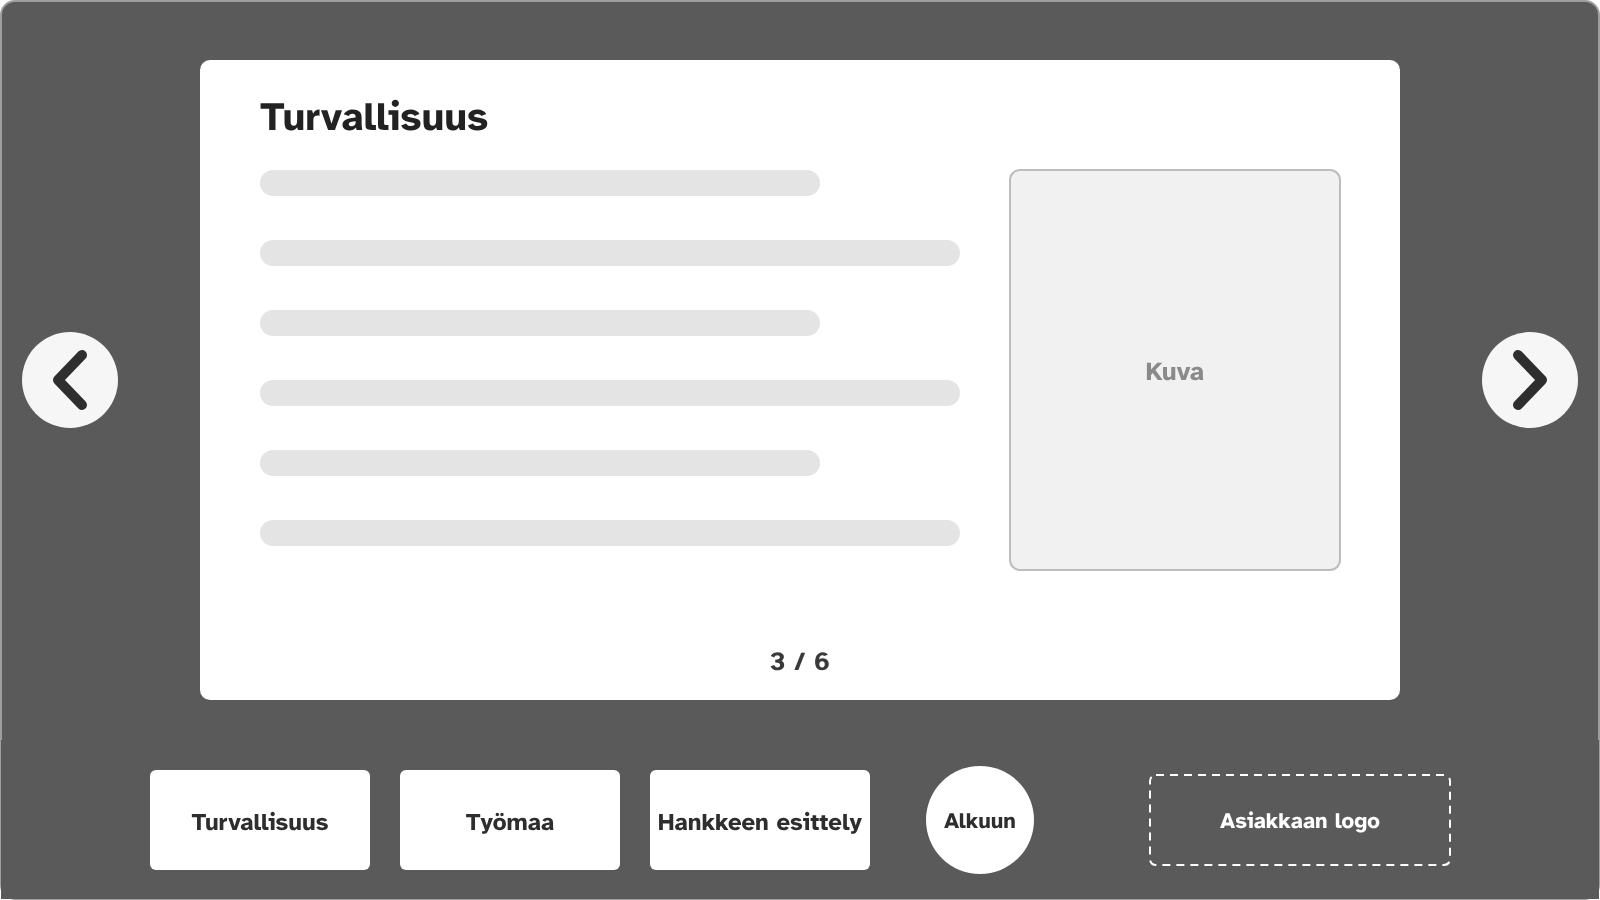 Turvallisuus
Kuva
3 / 6
Turvallisuus
Työmaa
Hankkeen esittely
Alkuun
Asiakkaan logo